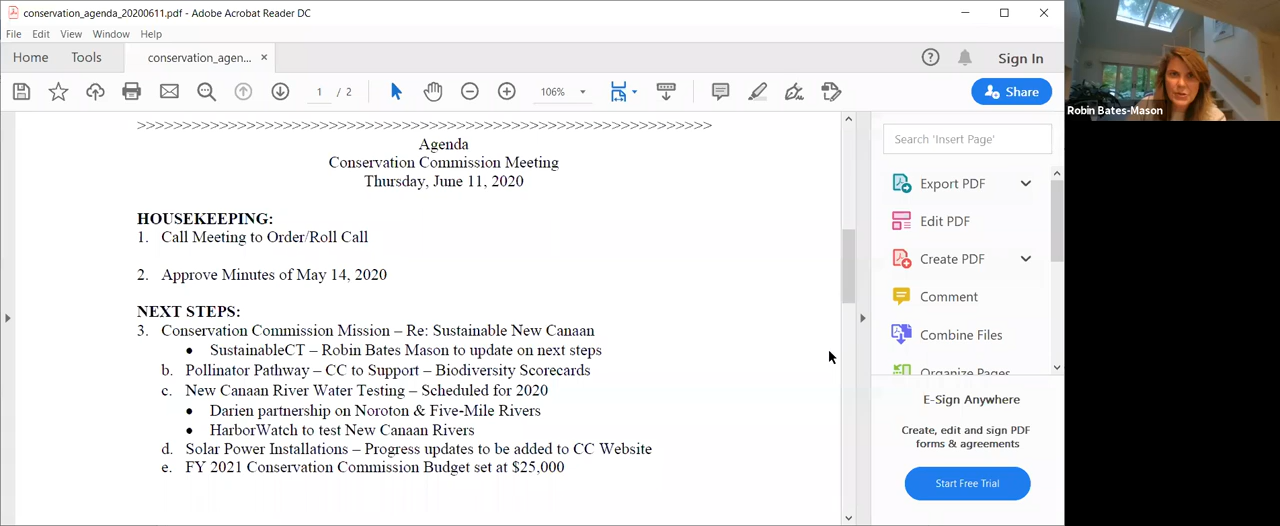 conservation_agenda_20200611.pdf - Adobe Acrobat Reader DC
File Edit View Window Help
Home Tools conservation_agen... × Sign In
1 / 2 106% Share
>>>>>>>>>>>>>>>>>>>>>>>>>>>>>>>>>>>>>>>>>>>>>>>>>>>>>>>>>>>>>>>>
Agenda
Conservation Commission Meeting
Thursday, June 11, 2020
HOUSEKEEPING:
1. Call Meeting to Order/Roll Call
2. Approve Minutes of May 14, 2020
NEXT STEPS:
3. Conservation Commission Mission – Re: Sustainable New Canaan
• SustainableCT – Robin Bates Mason to update on next steps
b. Pollinator Pathway – CC to Support – Biodiversity Scorecards
c. New Canaan River Water Testing – Scheduled for 2020
• Darien partnership on Noroton & Five-Mile Rivers
• HarborWatch to test New Canaan Rivers
d. Solar Power Installations – Progress updates to be added to CC Website
e. FY 2021 Conservation Commission Budget set at $25,000
Search 'Insert Page'
Export PDF
Edit PDF
Create PDF
Comment
Combine Files
Organize Pages
E-Sign Anywhere
Create, edit and sign PDF
forms & agreements
Start Free Trial
Robin Bates-Mason